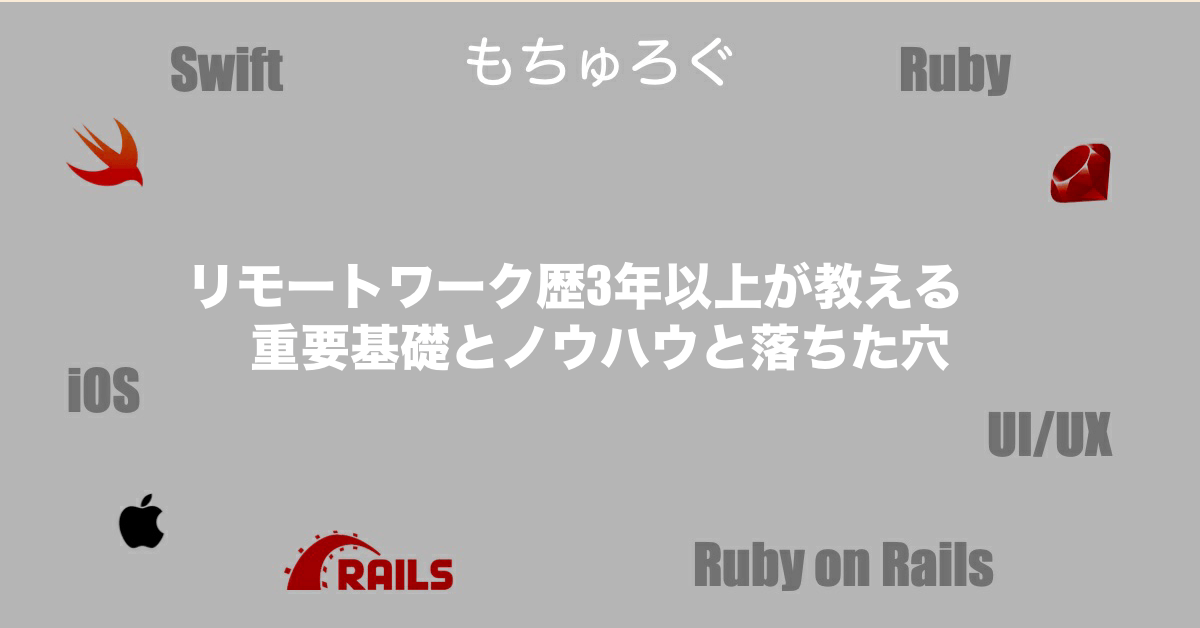 Swift
もちゅろぐ
Ruby
リモートワーク歴3年以上が教える
重要基礎とノウハウと落ちた穴
iOS
UI/UX
RAILS
Ruby on Rails